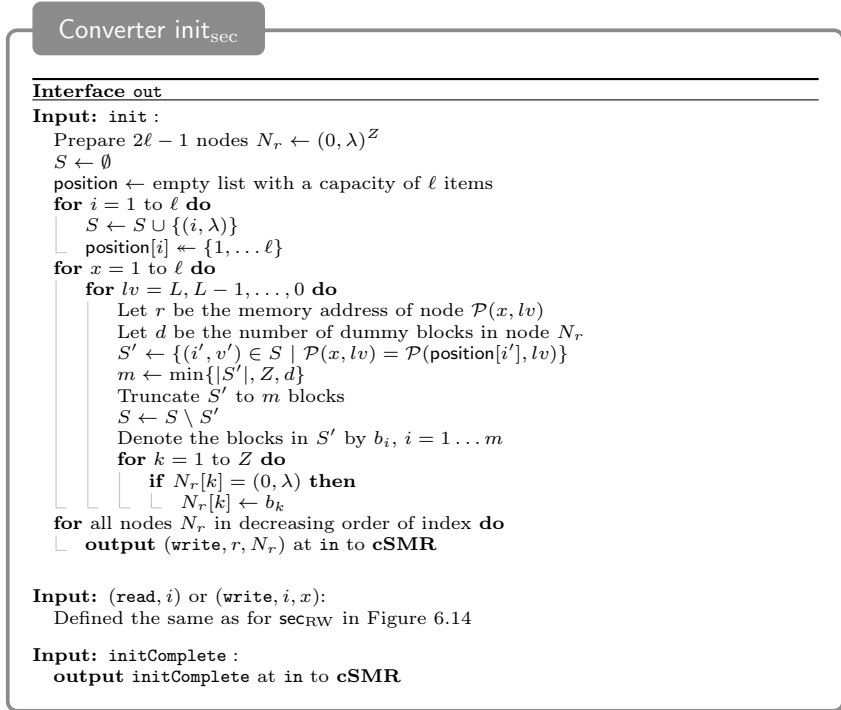 Converter init_sec
Interface out
Input: init :
Prepare 2ℓ − 1 nodes N_r ← (0, λ)^Z
S ← ∅
position ← empty list with a capacity of ℓ items
for i = 1 to ℓ do
S ← S ∪ {(i, λ)}
position[i] ↞ {1, . . . ℓ}
for x = 1 to ℓ do
for lv = L, L − 1, . . . , 0 do
Let r be the memory address of node 𝒫(x, lv)
Let d be the number of dummy blocks in node N_r
S′ ← {(i′, v′) ∈ S | 𝒫(x, lv) = 𝒫(position[i′], lv)}
m ← min{|S′|, Z, d}
Truncate S′ to m blocks
S ← S \ S′
Denote the blocks in S′ by b_i, i = 1 . . . m
for k = 1 to Z do
if N_r[k] = (0, λ) then
N_r[k] ← b_k
for all nodes N_r in decreasing order of index do
output (write, r, N_r) at in to cSMR
Input: (read, i) or (write, i, x):
Defined the same as for sec_RW in Figure 6.14
Input: initComplete :
output initComplete at in to cSMR